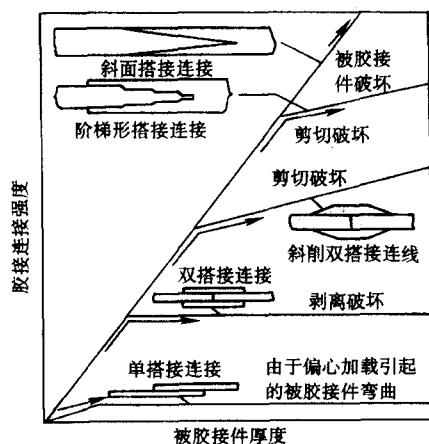 斜面搭接连接
被胶接
件破坏
阶梯形搭接连接
剪切破坏
剪切破坏
斜削双搭接连线
双搭接连接
剥离破坏
单搭接连接
由于偏心加载引起
的被胶接件弯曲
胶接连接强度
被胶接件厚度